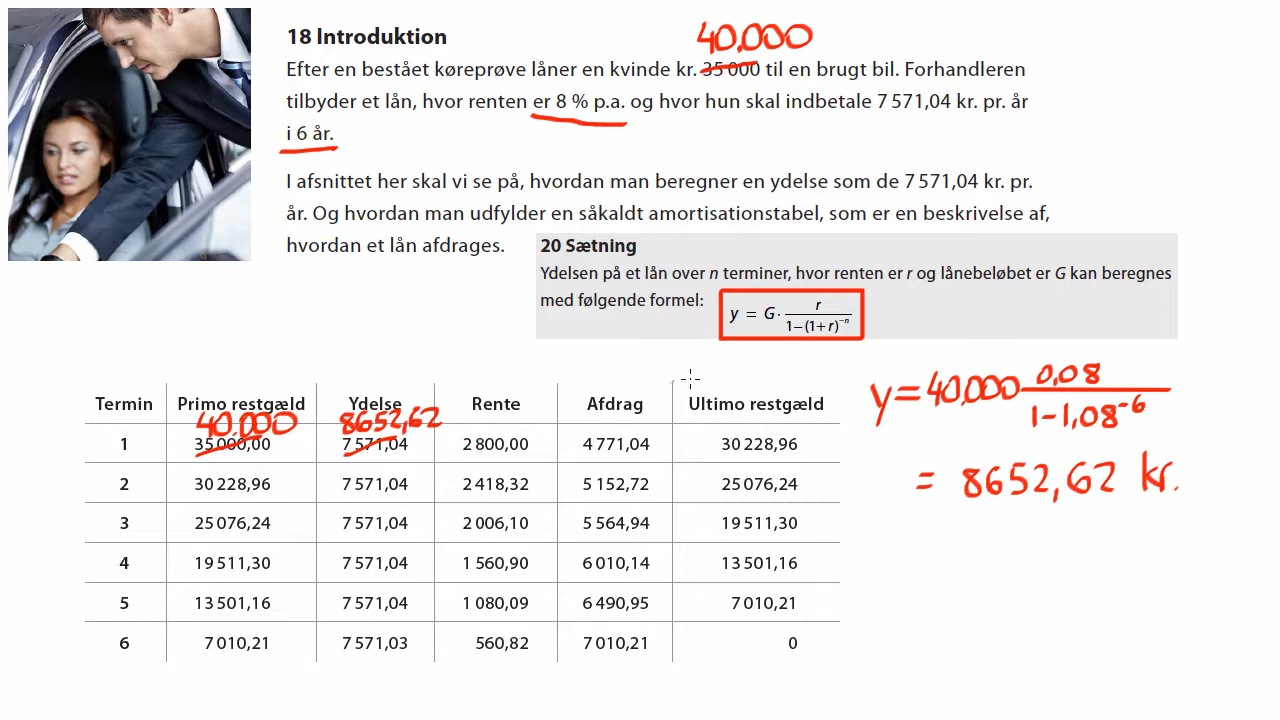 18 Introduktion
40.000
Efter en bestået køreprøve låner en kvinde kr. 35 000 til en brugt bil. Forhandleren
tilbyder et lån, hvor renten er 8 % p.a. og hvor hun skal indbetale 7 571,04 kr. pr. år
i 6 år.
I afsnittet her skal vi se på, hvordan man beregner en ydelse som de 7 571,04 kr. pr.
år. Og hvordan man udfylder en såkaldt amortisationstabel, som er en beskrivelse af,
hvordan et lån afdrages.
20 Sætning
Ydelsen på et lån over n terminer, hvor renten er r og lånebeløbet er G kan beregnes
med følgende formel: y = G · r / 1−(1+r)^−n
y = 40.000 0,08 / 1−1,08^−6
= 8652,62 kr.
Termin Primo restgæld Ydelse Rente Afdrag Ultimo restgæld
40.000 8652,62
1 35 000,00 7 571,04 2 800,00 4 771,04 30 228,96
2 30 228,96 7 571,04 2 418,32 5 152,72 25 076,24
3 25 076,24 7 571,04 2 006,10 5 564,94 19 511,30
4 19 511,30 7 571,04 1 560,90 6 010,14 13 501,16
5 13 501,16 7 571,04 1 080,09 6 490,95 7 010,21
6 7 010,21 7 571,03 560,82 7 010,21 0